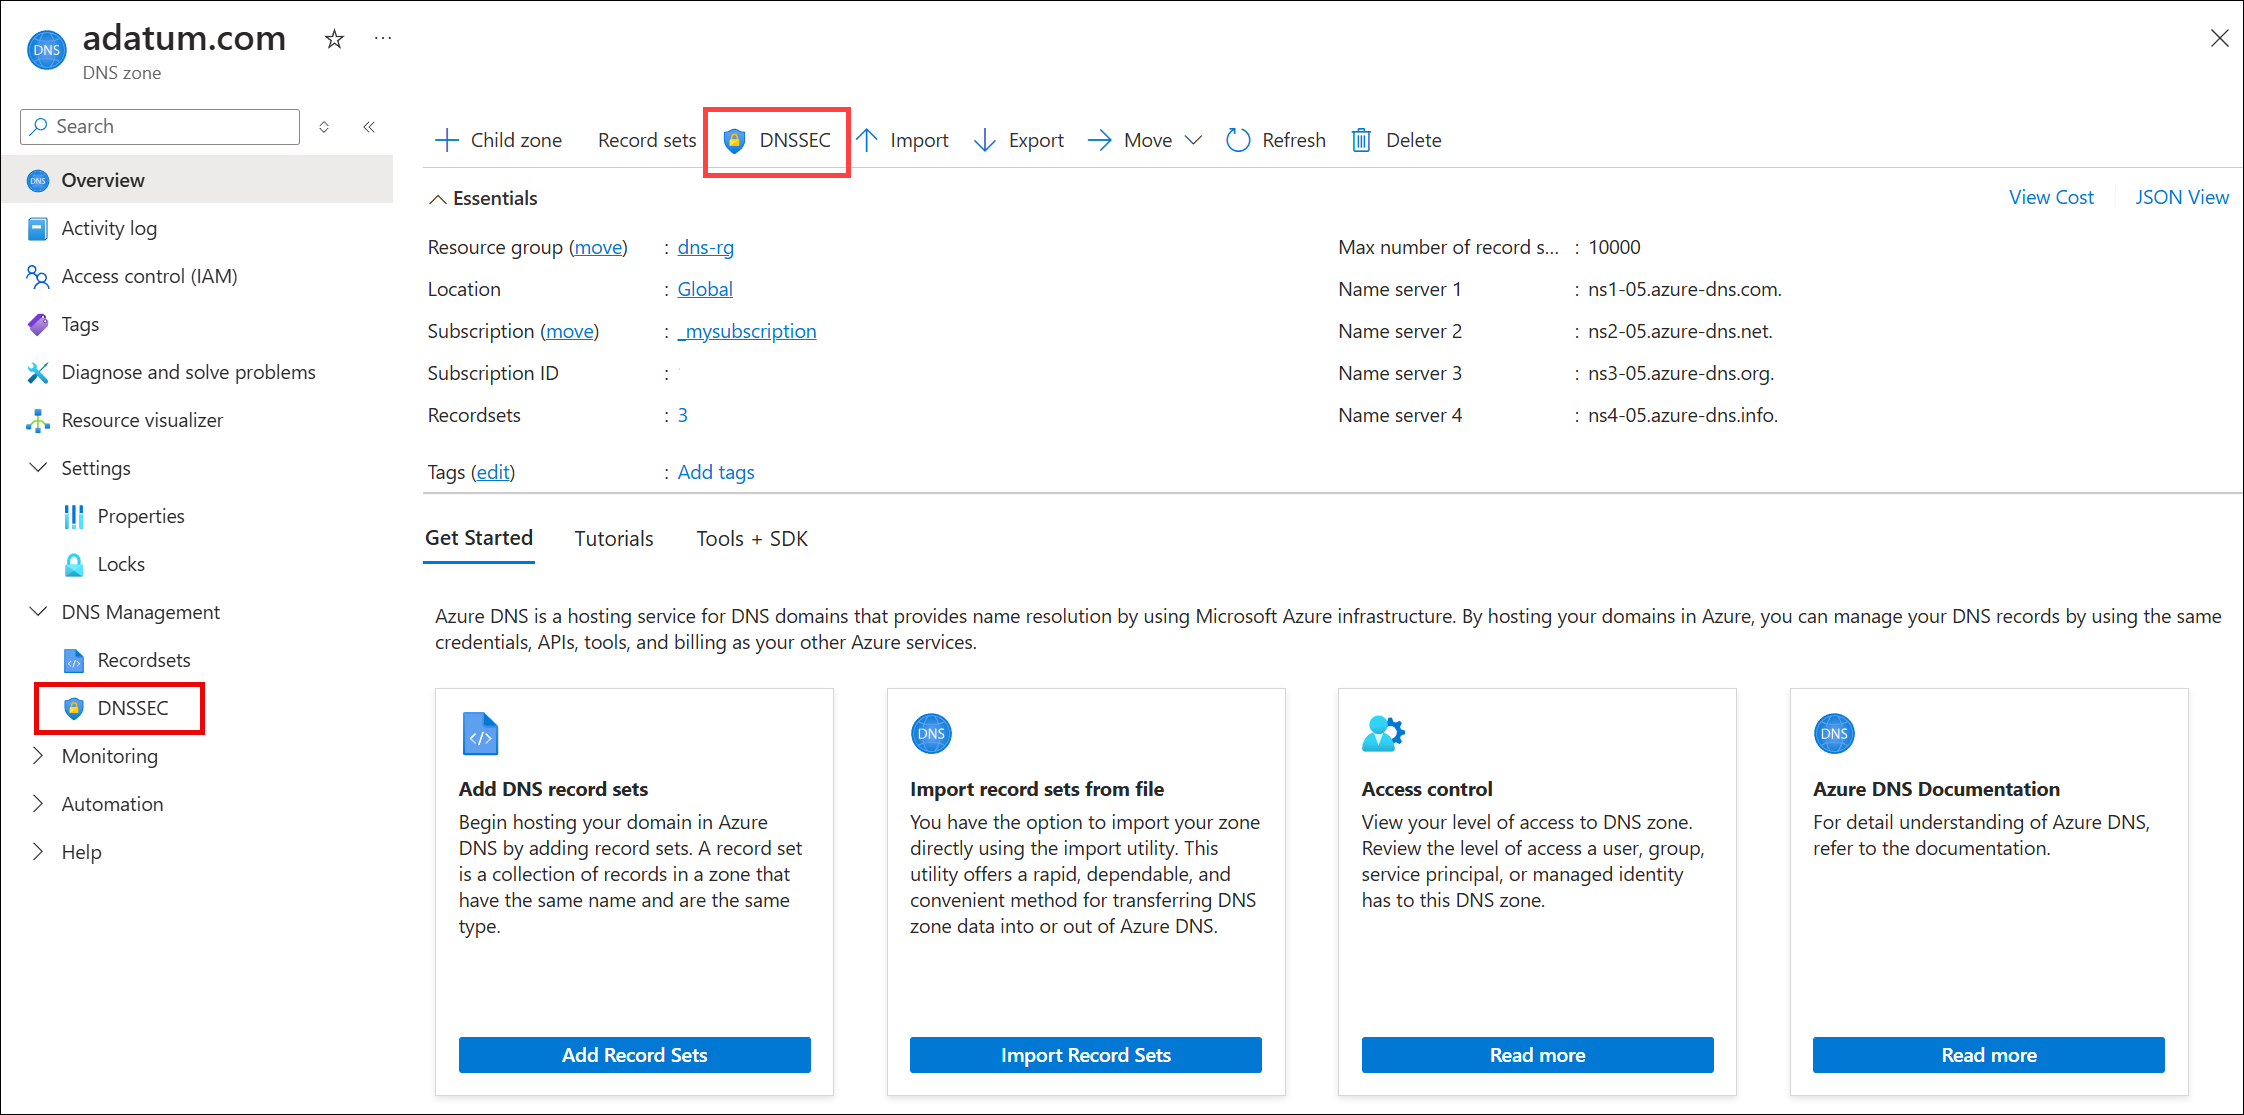 adatum.com
DNS zone
Search
Overview
Activity log
Access control (IAM)
Tags
Diagnose and solve problems
Resource visualizer
Settings
Properties
Locks
DNS Management
Recordsets
DNSSEC
Monitoring
Automation
Help
Child zone Record sets DNSSEC Import Export Move Refresh Delete
Essentials
View Cost JSON View
Resource group (move) : dns-rg
Location : Global
Subscription (move) : _mysubscription
Subscription ID :
Recordsets : 3
Max number of record s... : 10000
Name server 1 : ns1-05.azure-dns.com.
Name server 2 : ns2-05.azure-dns.net.
Name server 3 : ns3-05.azure-dns.org.
Name server 4 : ns4-05.azure-dns.info.
Tags (edit) : Add tags
Get Started Tutorials Tools + SDK
Azure DNS is a hosting service for DNS domains that provides name resolution by using Microsoft Azure infrastructure. By hosting your domains in Azure, you can manage your DNS records by using the same
credentials, APIs, tools, and billing as your other Azure services.
Add DNS record sets
Begin hosting your domain in Azure
DNS by adding record sets. A record set
is a collection of records in a zone that
have the same name and are the same
type.
Add Record Sets
DNS
Import record sets from file
You have the option to import your zone
directly using the import utility. This
utility offers a rapid, dependable, and
convenient method for transferring DNS
zone data into or out of Azure DNS.
Import Record Sets
Access control
View your level of access to DNS zone.
Review the level of access a user, group,
service principal, or managed identity
has to this DNS zone.
Read more
DNS
Azure DNS Documentation
For detail understanding of Azure DNS,
refer to the documentation.
Read more